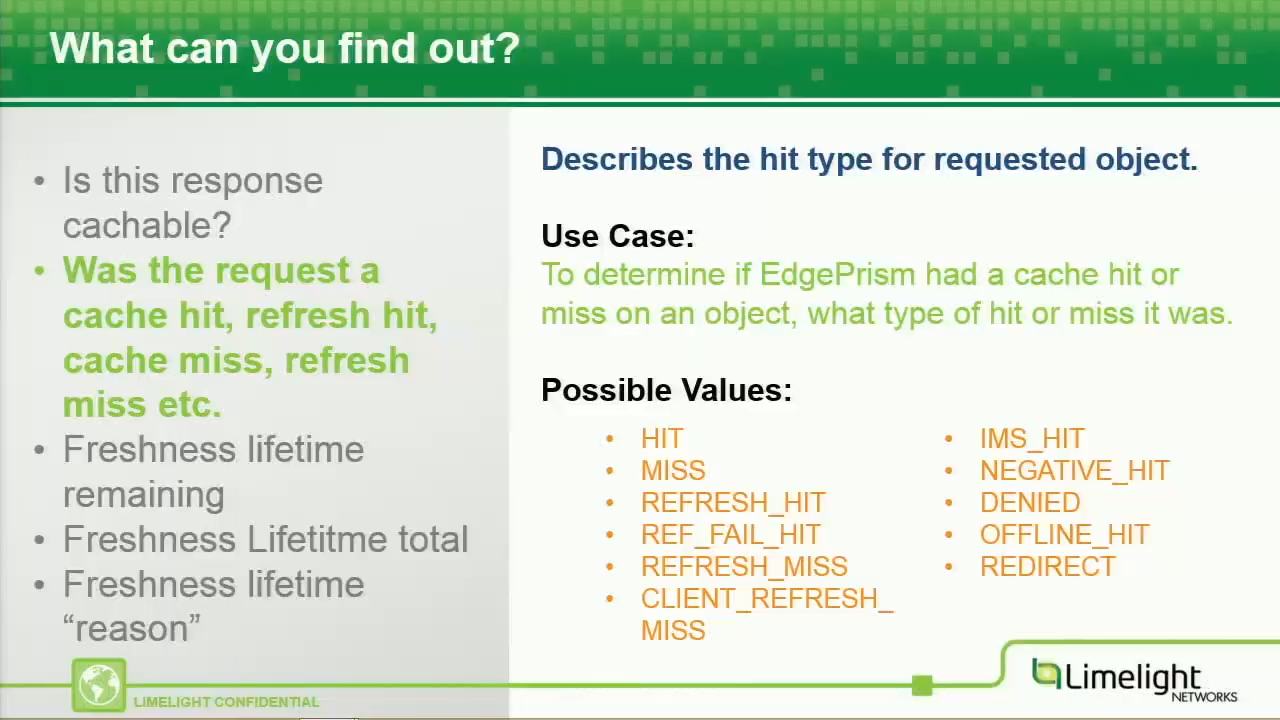 What can you find out?
• Is this response
cachable?
• Was the request a
cache hit, refresh hit,
cache miss, refresh
miss etc.
• Freshness lifetime
remaining
• Freshness Lifetitme total
• Freshness lifetime
“reason”
Describes the hit type for requested object.
Use Case:
To determine if EdgePrism had a cache hit or
miss on an object, what type of hit or miss it was.
Possible Values:
• HIT
• MISS
• REFRESH_HIT
• REF_FAIL_HIT
• REFRESH_MISS
• CLIENT_REFRESH_
MISS
• IMS_HIT
• NEGATIVE_HIT
• DENIED
• OFFLINE_HIT
• REDIRECT
LIMELIGHT CONFIDENTIAL
Limelight
NETWORKS